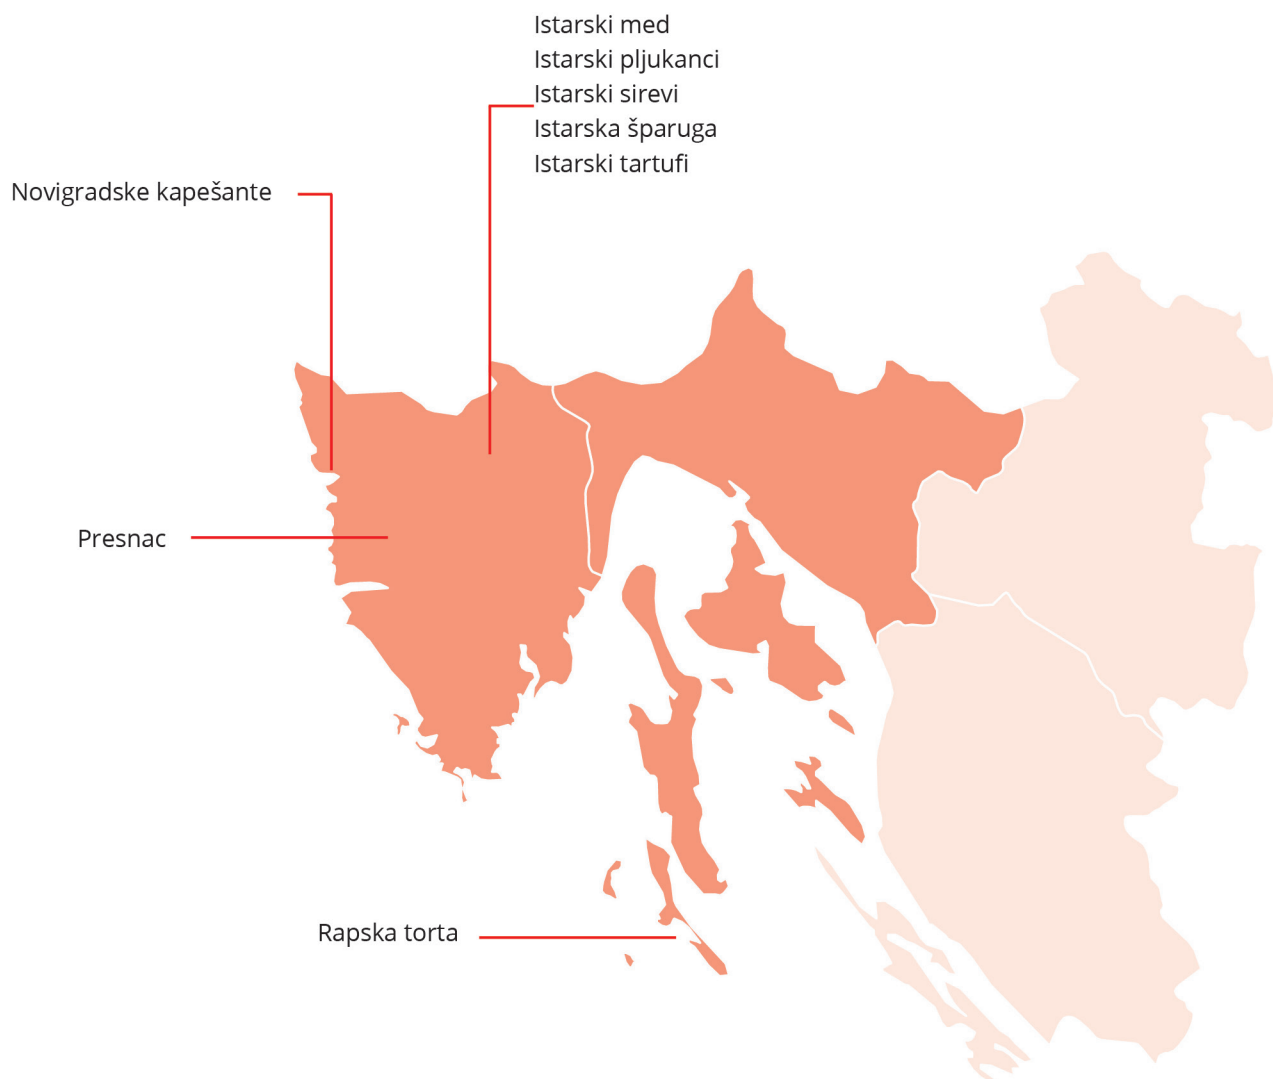 Istarski med
Istarski pljukanci
Istarski sirevi
Istarska šparuga
Istarski tartufi
Novigradske kapešante
Presnac
Rapska torta